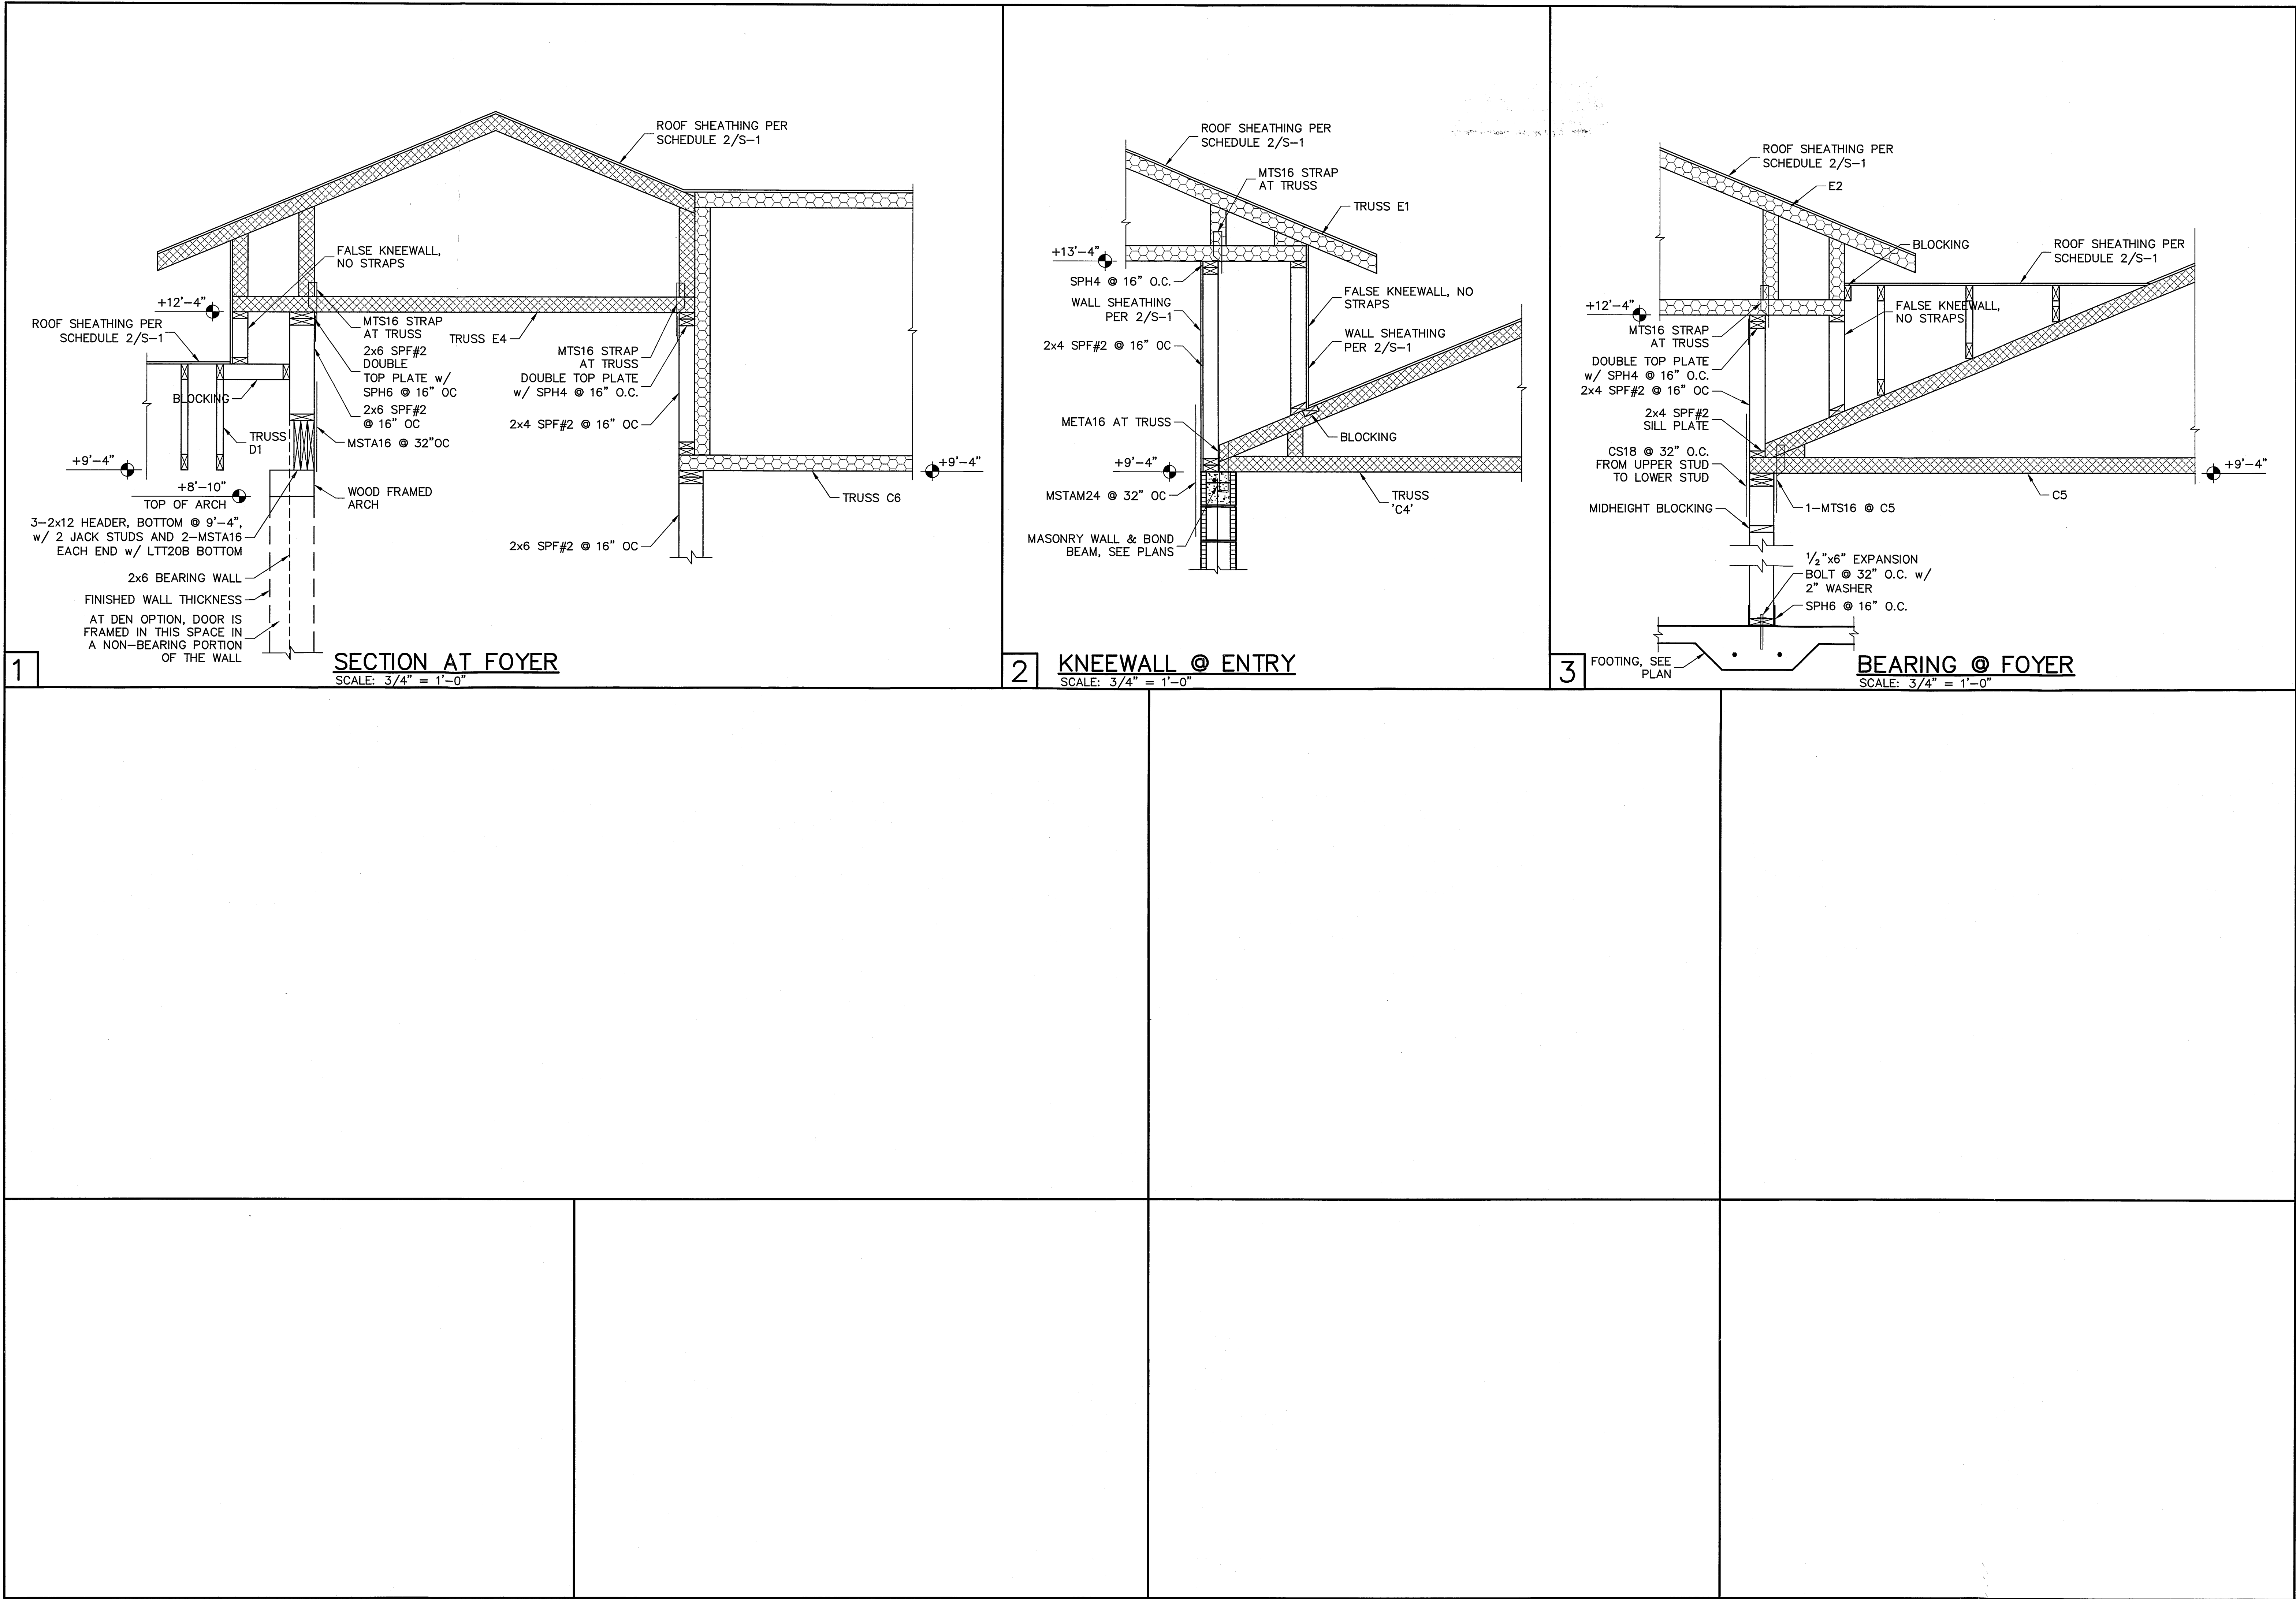 ROOF SHEATHING PER
SCHEDULE 2/S-1
FALSE KNEEWALL,
NO STRAPS
+12'-4"
ROOF SHEATHING PER
SCHEDULE 2/S-1
MTS16 STRAP
AT TRUSS
2x6 SPF#2
DOUBLE
TOP PLATE w/
SPH6 @ 16" OC
2x6 SPF#2
@ 16" OC
MSTA16 @ 32"OC
TRUSS E4
MTS16 STRAP
AT TRUSS
DOUBLE TOP PLATE
w/ SPH4 @ 16" O.C.
2x4 SPF#2 @ 16" OC
BLOCKING
TRUSS
D1
+9'-4"
+8'-10"
TOP OF ARCH
WOOD FRAMED
ARCH
+9'-4"
TRUSS C6
3-2x12 HEADER, BOTTOM @ 9'-4",
w/ 2 JACK STUDS AND 2-MSTA16
EACH END w/ LTT20B BOTTOM
2x6 SPF#2 @ 16" OC
2x6 BEARING WALL
FINISHED WALL THICKNESS
AT DEN OPTION, DOOR IS
FRAMED IN THIS SPACE IN
A NON-BEARING PORTION
OF THE WALL
1
SECTION AT FOYER
SCALE: 3/4" = 1'-0"
ROOF SHEATHING PER
SCHEDULE 2/S-1
MTS16 STRAP
AT TRUSS
TRUSS E1
+13'-4"
SPH4 @ 16" O.C.
WALL SHEATHING
PER 2/S-1
2x4 SPF#2 @ 16" OC
FALSE KNEEWALL, NO
STRAPS
WALL SHEATHING
PER 2/S-1
META16 AT TRUSS
BLOCKING
+9'-4"
MSTAM24 @ 32" OC
TRUSS
'C4'
MASONRY WALL & BOND
BEAM, SEE PLANS
2
KNEEWALL @ ENTRY
SCALE: 3/4" = 1'-0"
ROOF SHEATHING PER
SCHEDULE 2/S-1
E2
BLOCKING
ROOF SHEATHING PER
SCHEDULE 2/S-1
+12'-4"
FALSE KNEEWALL,
NO STRAPS
MTS16 STRAP
AT TRUSS
DOUBLE TOP PLATE
w/ SPH4 @ 16" O.C.
2x4 SPF#2 @ 16" OC
2x4 SPF#2
SILL PLATE
CS18 @ 32" O.C.
FROM UPPER STUD
TO LOWER STUD
+9'-4"
C5
MIDHEIGHT BLOCKING
1-MTS16 @ C5
1/2"x6" EXPANSION
BOLT @ 32" O.C. w/
2" WASHER
SPH6 @ 16" O.C.
FOOTING, SEE
PLAN
3
BEARING @ FOYER
SCALE: 3/4" = 1'-0"